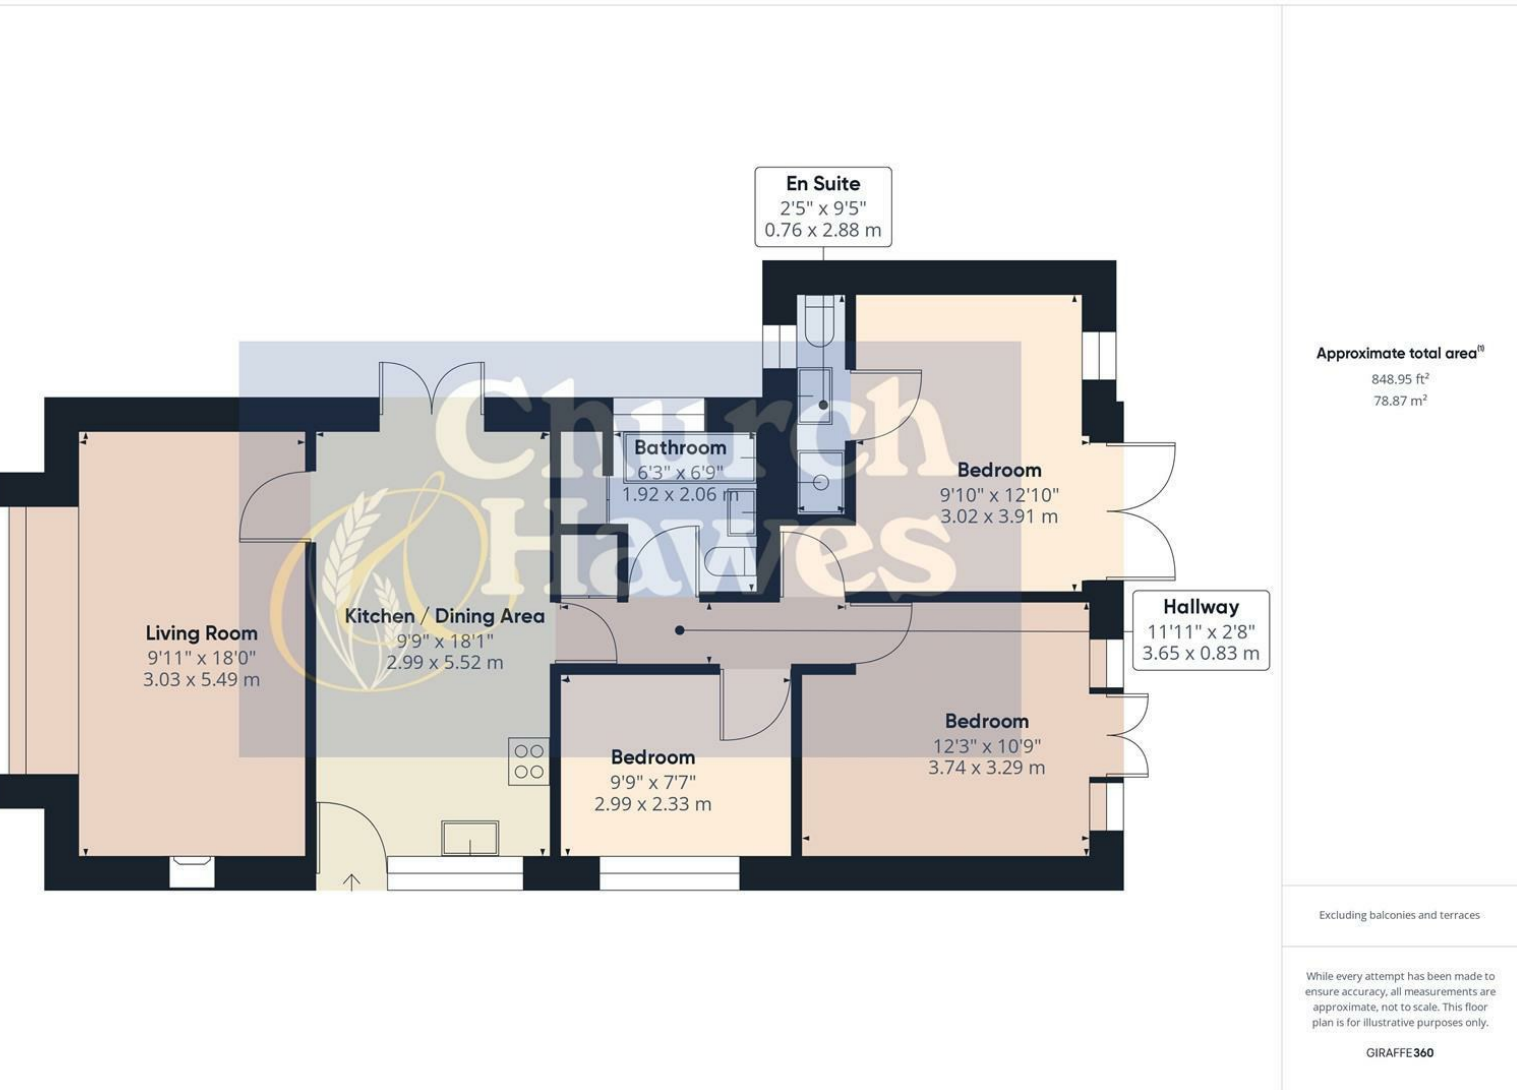 En Suite
2'5" x 9'5"
0.76 x 2.88 m
Church
Hawes
Bathroom
6'3" x 6'9"
1.92 x 2.06 m
Bedroom
9'10" x 12'10"
3.02 x 3.91 m
Living Room
9'11" x 18'0"
3.03 x 5.49 m
Kitchen / Dining Area
9'9" x 18'1"
2.99 x 5.52 m
Hallway
11'11" x 2'8"
3.65 x 0.83 m
Bedroom
9'9" x 7'7"
2.99 x 2.33 m
Bedroom
12'3" x 10'9"
3.74 x 3.29 m
Approximate total area(1)
848.95 ft²
78.87 m²
Excluding balconies and terraces
While every attempt has been made to
ensure accuracy, all measurements are
approximate, not to scale. This floor
plan is for illustrative purposes only.
GIRAFFE360